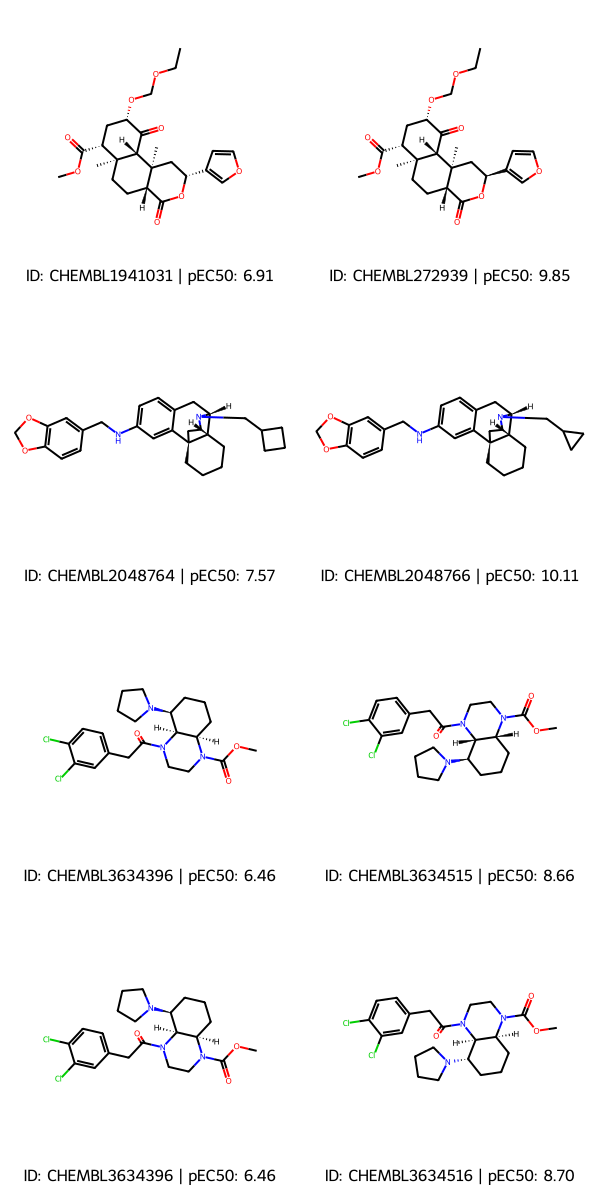 ID: CHEMBL1941031 | pEC50: 6.91
ID: CHEMBL272939 | pEC50: 9.85
ID: CHEMBL2048764 | pEC50: 7.57
ID: CHEMBL2048766 | pEC50: 10.11
ID: CHEMBL3634396 | pEC50: 6.46
ID: CHEMBL3634515 | pEC50: 8.66
ID: CHEMBL3634396 | pEC50: 6.46
ID: CHEMBL3634516 | pEC50: 8.70